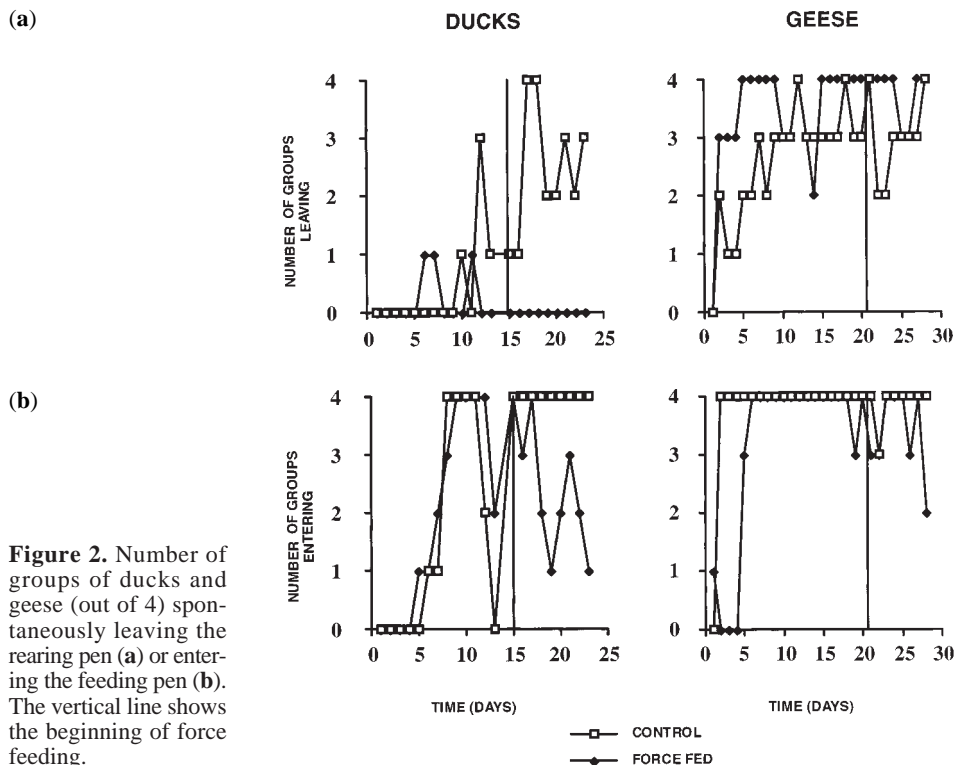 (a)
DUCKS
GEESE
NUMBER OF GROUPS
LEAVING
4
3
2
1
0
0 5 10 15 20 25
4
3
2
1
0
0 5 10 15 20 25 30
(b)
NUMBER OF GROUPS
ENTERING
4
3
2
1
0
0 5 10 15 20 25
4
3
2
1
0
0 5 10 15 20 25 30
TIME (DAYS)
TIME (DAYS)
CONTROL
FORCE FED
Figure 2. Number of
groups of ducks and
geese (out of 4) spon-
taneously leaving the
rearing pen (a) or enter-
ing the feeding pen (b).
The vertical line shows
the beginning of force
feeding.